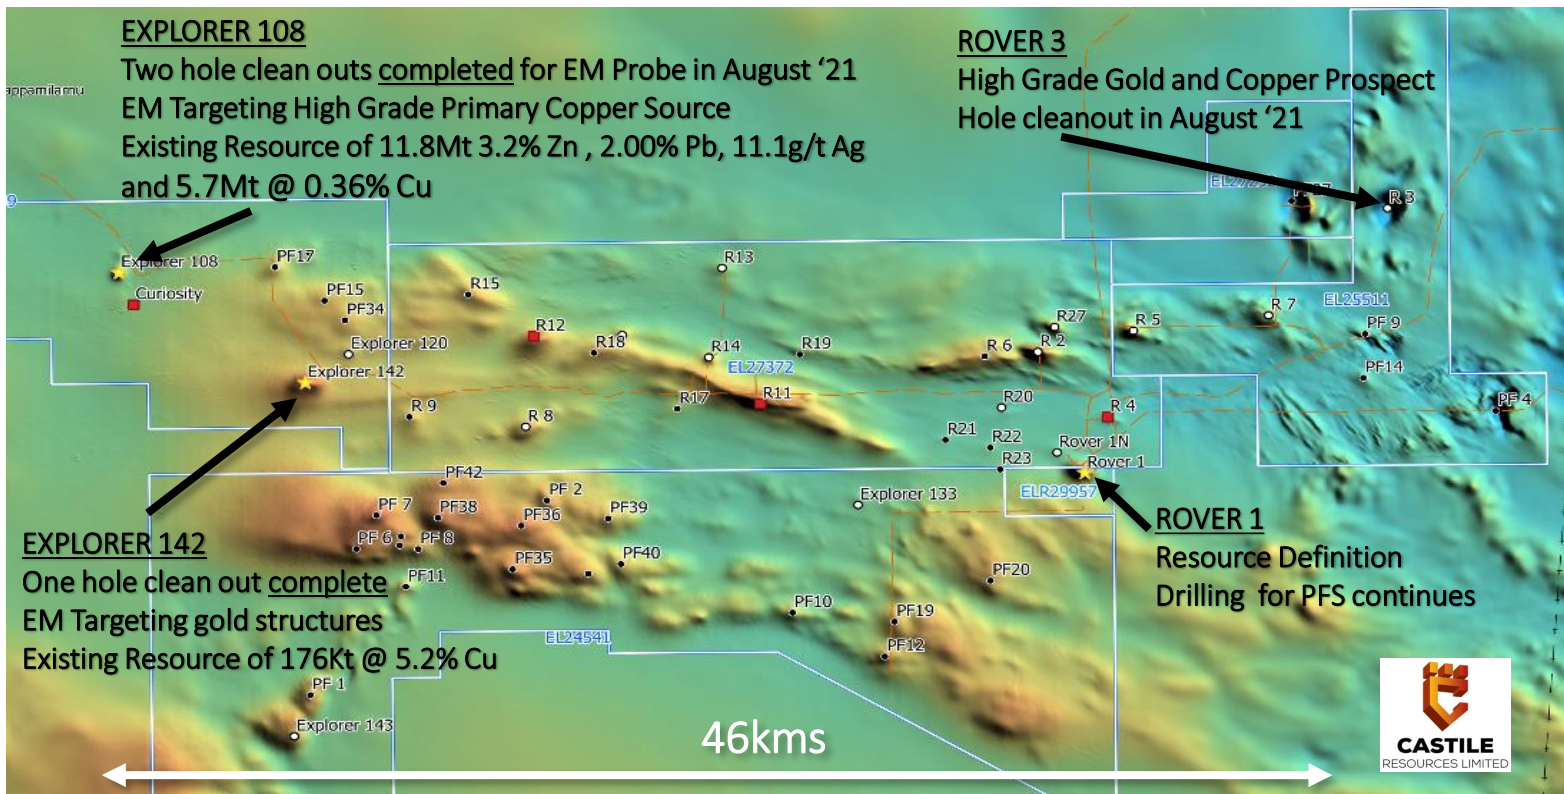 EXPLORER 108
Two hole clean outs completed for EM Probe in August ‘21
EM Targeting High Grade Primary Copper Source
Existing Resource of 11.8Mt 3.2% Zn , 2.00% Pb, 11.1g/t Ag
and 5.7Mt @ 0.36% Cu
ROVER 3
High Grade Gold and Copper Prospect
Hole cleanout in August ‘21
9
R 3
Explorer 108
PF17
R13
Curiosity
PF15
R15
PF34
EL25511
R 7
R12
R27
R 5
PF 9
Explorer 120
R18
R14
R19
R 6
R 2
Explorer 142
EL27372
PF14
R 9
R 8
R17
R11
R20
R 4
PF 4
R21
R22
Rover 1N
R23
Rover 1
PF42
ELR29957
PF 2
Explorer 133
PF 7
PF38
PF36
PF39
PF 6
PF 8
PF35
PF40
PF11
PF20
PF10
PF19
PF12
EL24541
PF 1
Explorer 143
EXPLORER 142
One hole clean out complete
EM Targeting gold structures
Existing Resource of 176Kt @ 5.2% Cu
ROVER 1
Resource Definition
Drilling for PFS continues
46kms
CASTILE
RESOURCES LIMITED